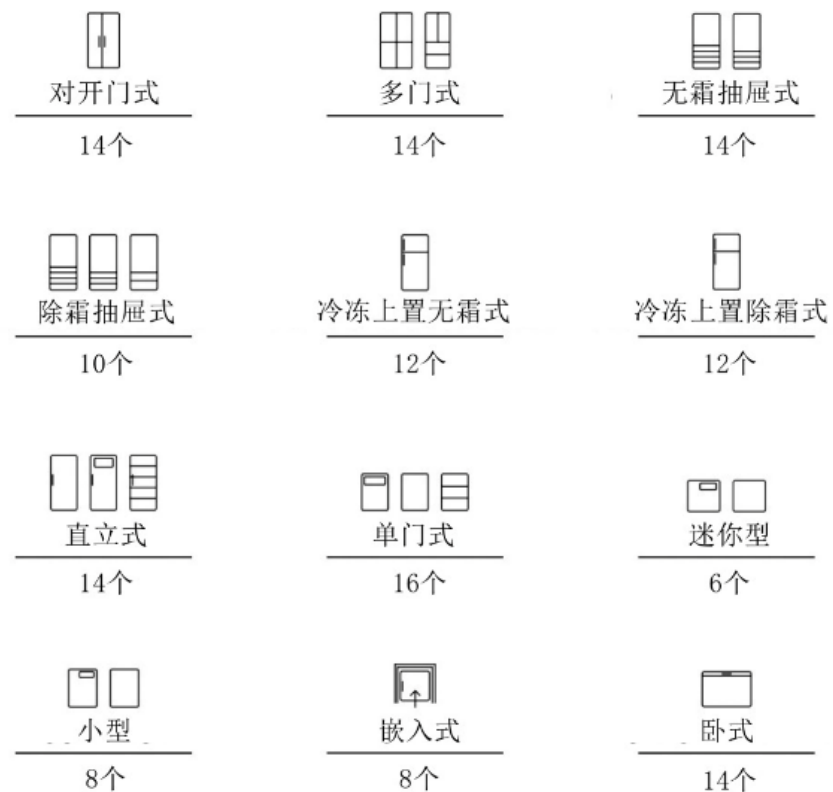 对开门式 多门式 无霜抽屉式
14个 14个 14个
除霜抽屉式 冷冻上置无霜式 冷冻上置除霜式
10个 12个 12个
直立式 单门式 迷你型
14个 16个 6个
小型 嵌入式 卧式
8个 8个 14个